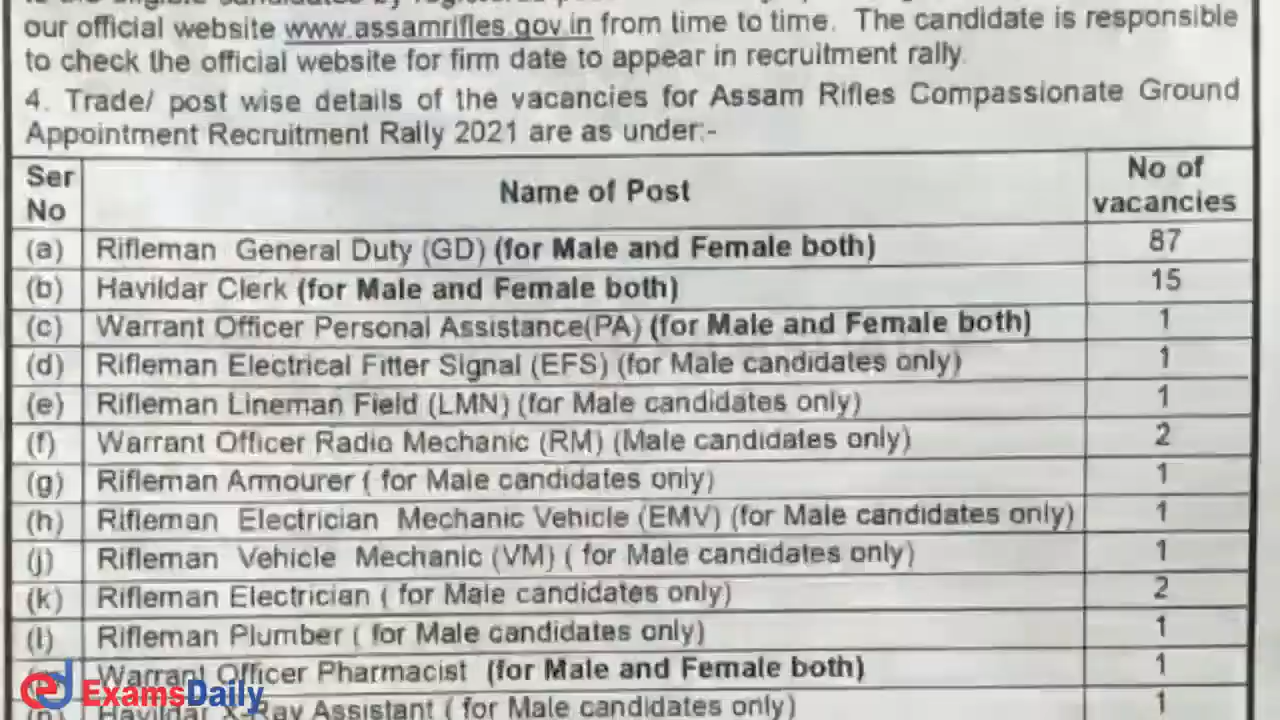 our official website www.assamrifles.gov.in from time to time. The candidate is responsible
to check the official website for firm date to appear in recruitment rally.
4. Trade/ post wise details of the vacancies for Assam Rifles Compassionate Ground
Appointment Recruitment Rally 2021 are as under:-
Ser No Name of Post No of vacancies
(a) Rifleman General Duty (GD) (for Male and Female both) 87
(b) Havildar Clerk (for Male and Female both) 15
(c) Warrant Officer Personal Assistance(PA) (for Male and Female both) 1
(d) Rifleman Electrical Fitter Signal (EFS) (for Male candidates only) 1
(e) Rifleman Lineman Field (LMN) (for Male candidates only) 1
(f) Warrant Officer Radio Mechanic (RM) (Male candidates only) 2
(g) Rifleman Armourer ( for Male candidates only) 1
(h) Rifleman Electrician Mechanic Vehicle (EMV) (for Male candidates only) 1
(j) Rifleman Vehicle Mechanic (VM) ( for Male candidates only) 1
(k) Rifleman Electrician ( for Male candidates only) 2
(l) Rifleman Plumber ( for Male candidates only) 1
Warrant Officer Pharmacist (for Male and Female both) 1
Havildar X-Ray Assistant ( for Male candidates only) 1
ExamsDaily